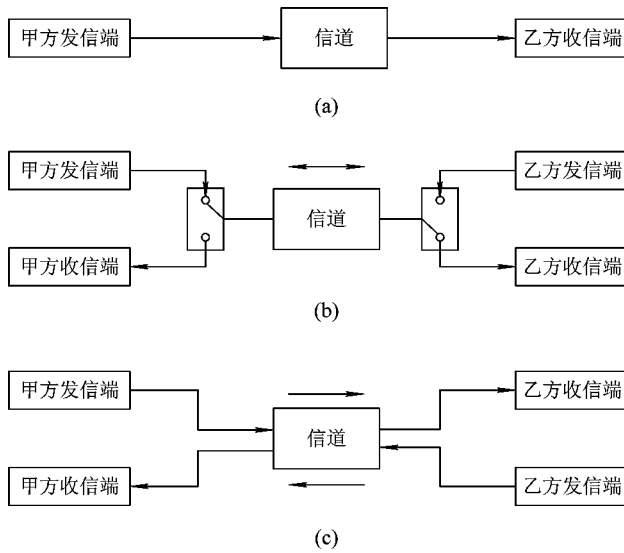 甲方发信端 信道 乙方收信端
(a)
甲方发信端 乙方发信端
信道
甲方收信端 乙方收信端
(b)
甲方发信端 乙方收信端
信道
甲方收信端 乙方发信端
(c)